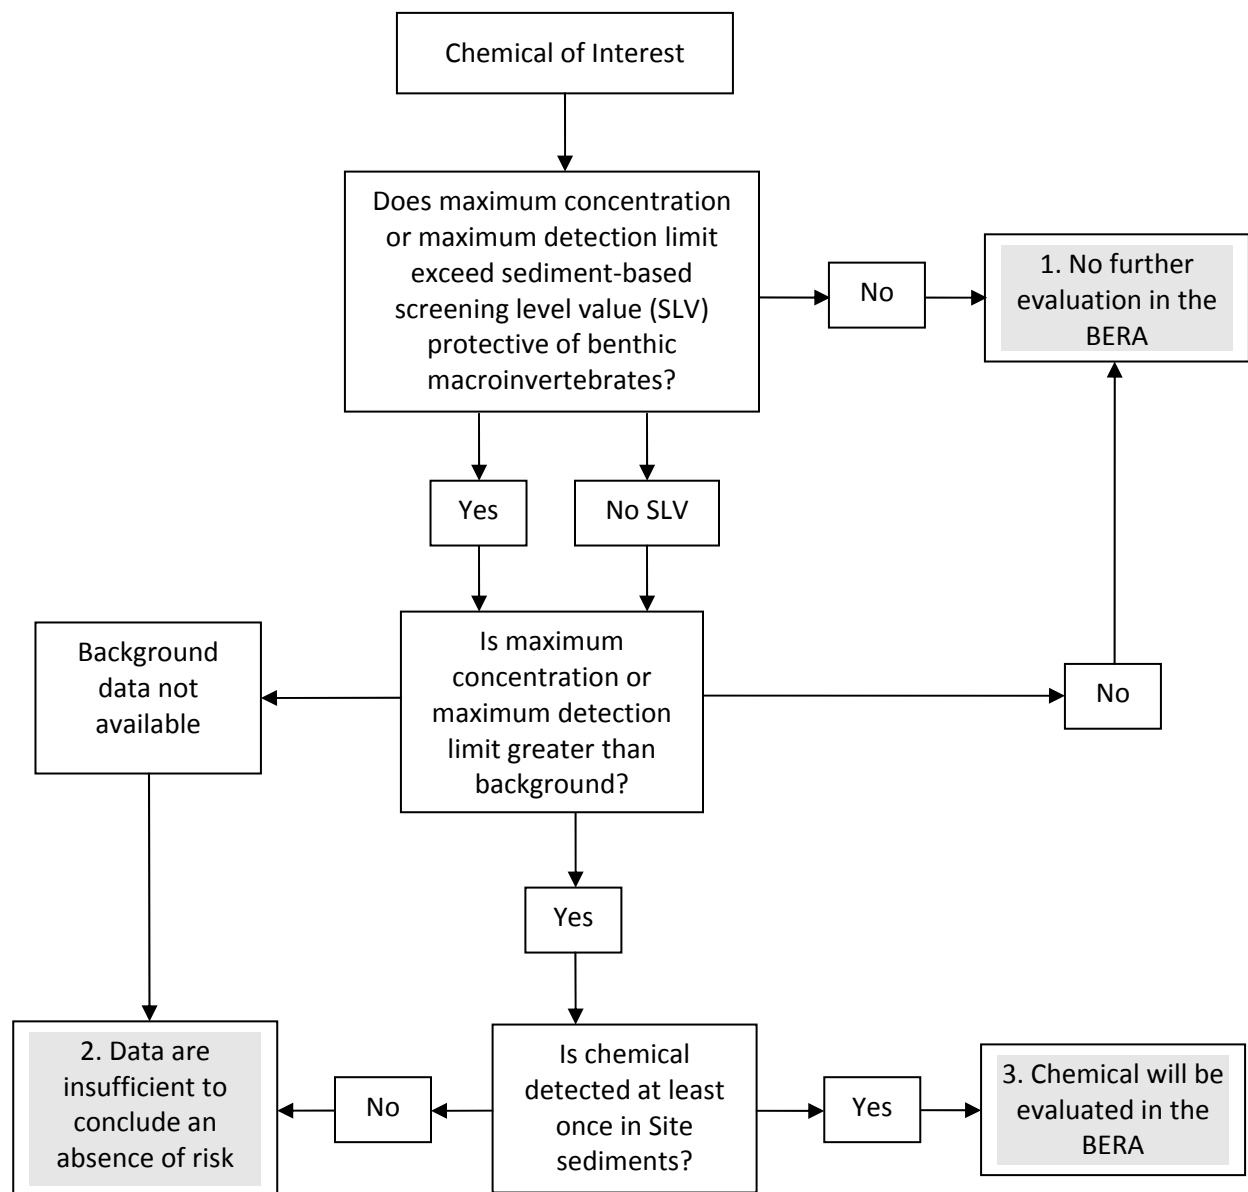 Chemical of Interest
Does maximum concentration
or maximum detection limit
exceed sediment-based
screening level value (SLV)
protective of benthic
macroinvertebrates?
No
1. No further
evaluation in the
BERA
Yes
No SLV
Background
data not
available
Is maximum
concentration or
maximum detection
limit greater than
background?
No
Yes
2. Data are
insufficient to
conclude an
absence of risk
No
Is chemical
detected at least
once in Site
sediments?
Yes
3. Chemical will be
evaluated in the
BERA